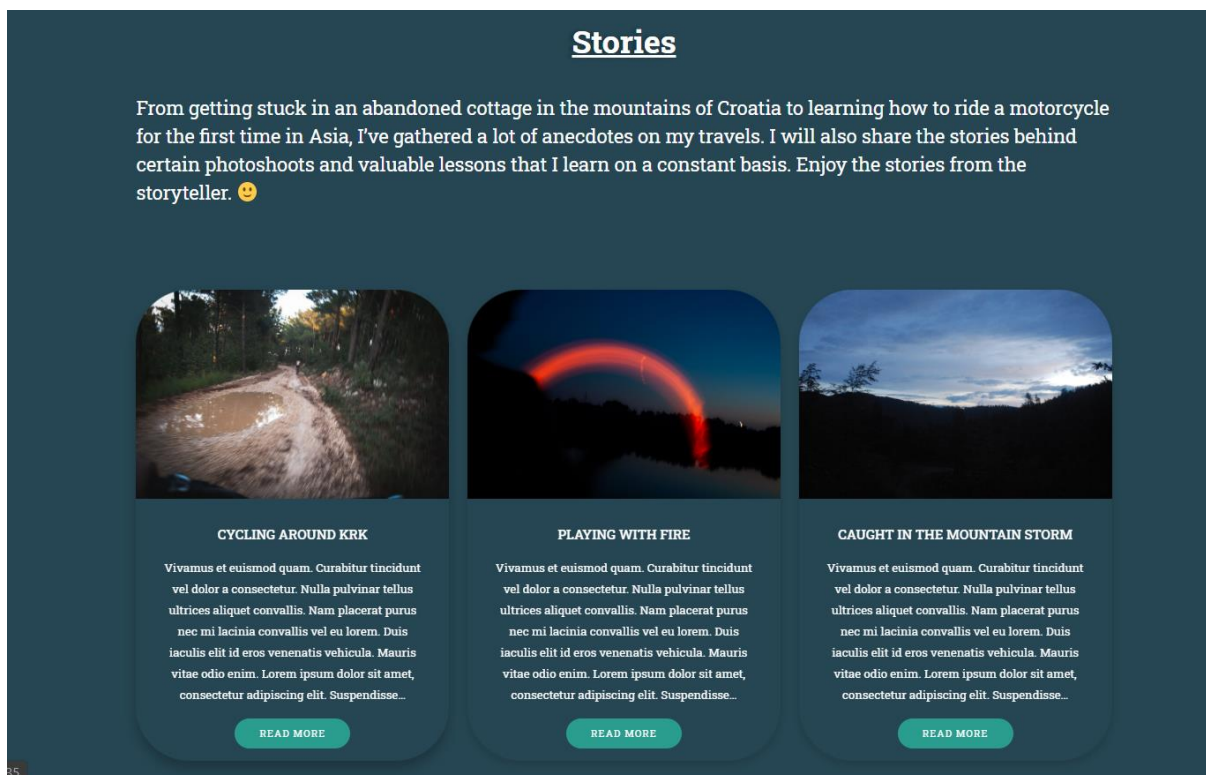 Stories
From getting stuck in an abandoned cottage in the mountains of Croatia to learning how to ride a motorcycle
for the first time in Asia, I've gathered a lot of anecdotes on my travels. I will also share the stories behind
certain photoshoots and valuable lessons that I learn on a constant basis. Enjoy the stories from the
storyteller. 🙂
CYCLING AROUND KRK
Vivamus et euismod quam. Curabitur tincidunt
vel dolor a consectetur. Nulla pulvinar tellus
ultrices aliquet convallis. Nam placerat purus
nec mi lacinia convallis vel eu lorem. Duis
iaculis elit id eros venenatis vehicula. Mauris
vitae odio enim. Lorem ipsum dolor sit amet,
consectetur adipiscing elit. Suspendisse...
READ MORE
PLAYING WITH FIRE
Vivamus et euismod quam. Curabitur tincidunt
vel dolor a consectetur. Nulla pulvinar tellus
ultrices aliquet convallis. Nam placerat purus
nec mi lacinia convallis vel eu lorem. Duis
iaculis elit id eros venenatis vehicula. Mauris
vitae odio enim. Lorem ipsum dolor sit amet,
consectetur adipiscing elit. Suspendisse...
READ MORE
CAUGHT IN THE MOUNTAIN STORM
Vivamus et euismod quam. Curabitur tincidunt
vel dolor a consectetur. Nulla pulvinar tellus
ultrices aliquet convallis. Nam placerat purus
nec mi lacinia convallis vel eu lorem. Duis
iaculis elit id eros venenatis vehicula. Mauris
vitae odio enim. Lorem ipsum dolor sit amet,
consectetur adipiscing elit. Suspendisse...
READ MORE